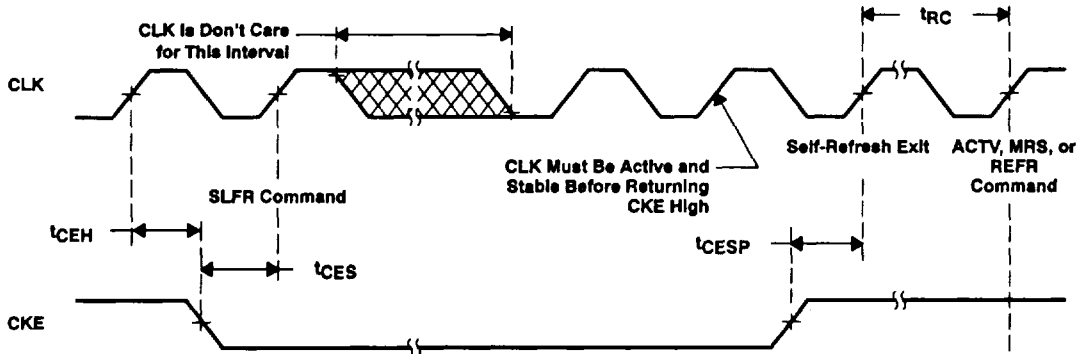 CLK Is Don't Care
for This Interval
tRC
CLK
CLK Must Be Active and
Stable Before Returning
CKE High
Self-Refresh Exit
ACTV, MRS, or
REFR
Command
SLFR Command
tCEH
tCES
tCESP
CKE